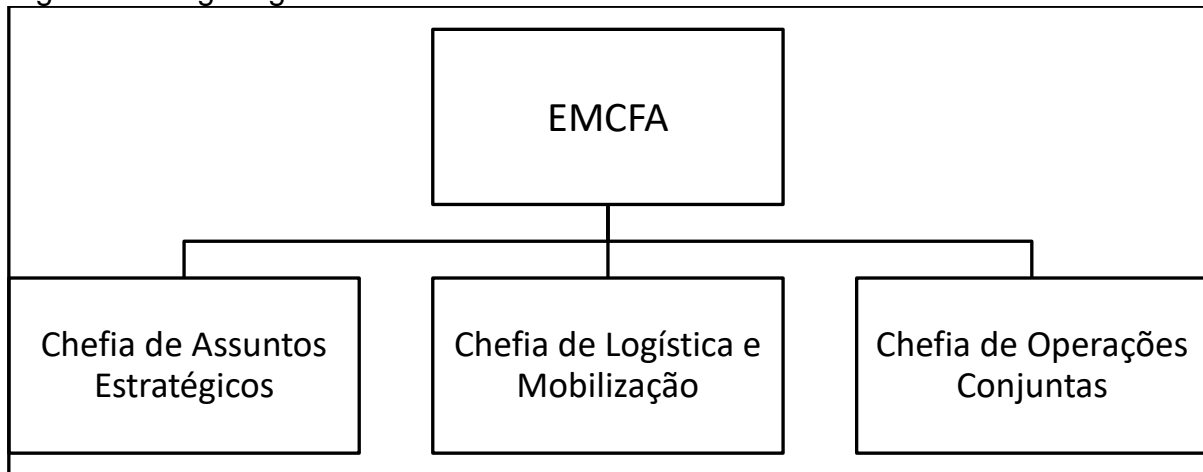 EMCFA
Chefia de Assuntos
Estratégicos
Chefia de Logística e
Mobilização
Chefia de Operações
Conjuntas